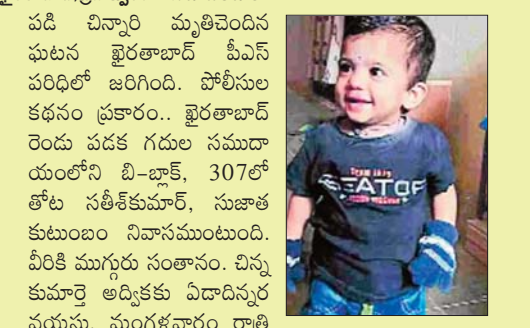 పడి చిన్నారి మృతిచెందిన
ఘటన ఖైరతాబాద్ పీఎస్
పరిధిలో జరిగింది. పోలీసుల
కథనం ప్రకారం.. ఖైరతాబాద్
రెండు పడక గదుల సముదా
యంలోని బి-బ్లాక్, 307లో
తోట సతీశ్‌కుమార్, సుజాత
కుటుంబం నివాసముంటుంది.
వీరికి ముగ్గురు సంతానం. చిన్న
కుమార్తె అద్వికకు ఏడాదిన్నర
వయసు. మంగళవారం రాత్రి